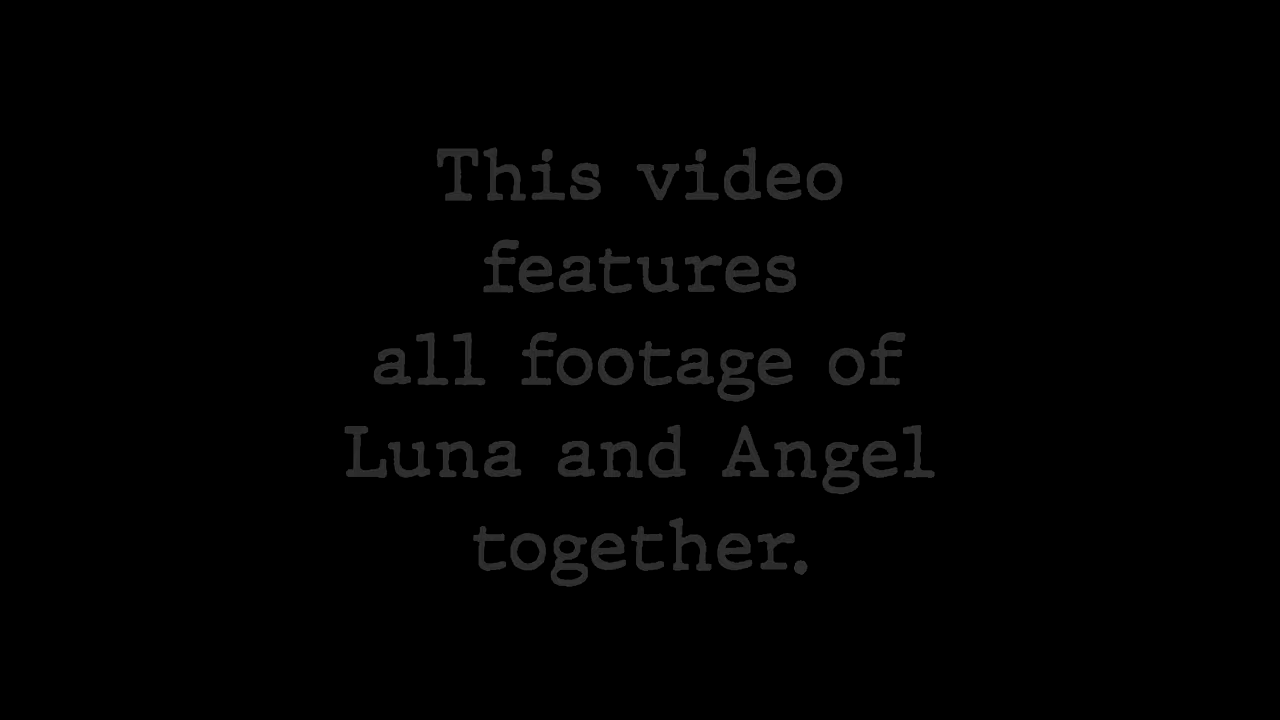 This video
features
all footage of
Luna and Angel
together.